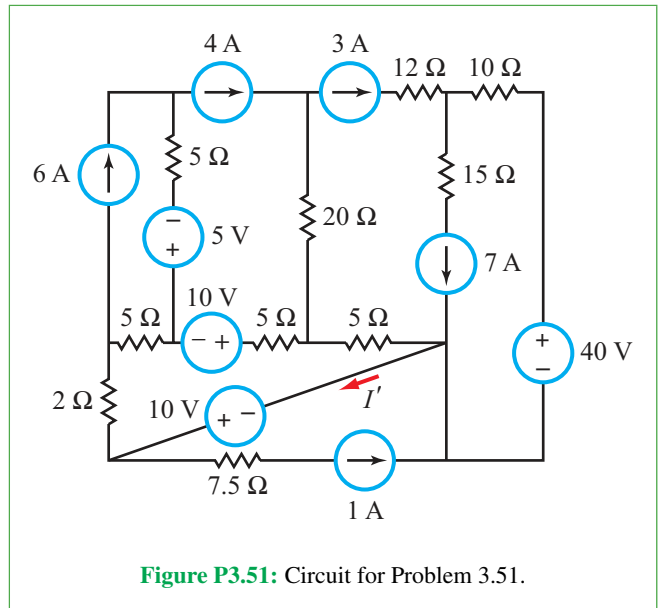 4 A 3 A
12 Ω 10 Ω
6 A 5 Ω 15 Ω
20 Ω
− + 5 V 7 A
10 V
5 Ω − + 5 Ω 5 Ω
+ − 40 V
2 Ω 10 V + − I′
7.5 Ω
1 A
Figure P3.51: Circuit for Problem 3.51.